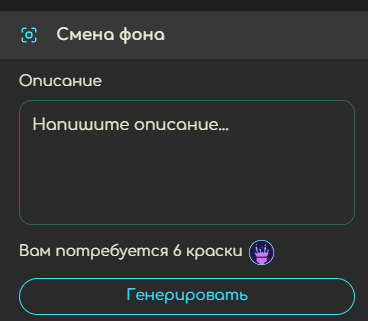 Смена фона
Описание
Напишите описание...
Вам потребуется 6 краски
Генерировать